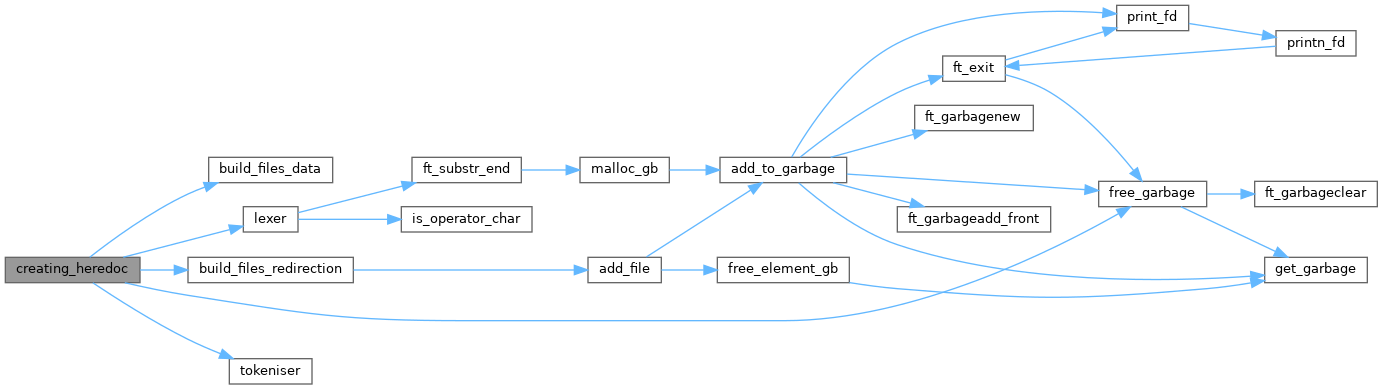 print_fd
printn_fd
ft_exit
ft_garbagenew
build_files_data
ft_substr_end
malloc_gb
add_to_garbage
free_garbage
ft_garbageclear
lexer
is_operator_char
ft_garbageadd_front
creating_heredoc
build_files_redirection
add_file
free_element_gb
get_garbage
tokeniser